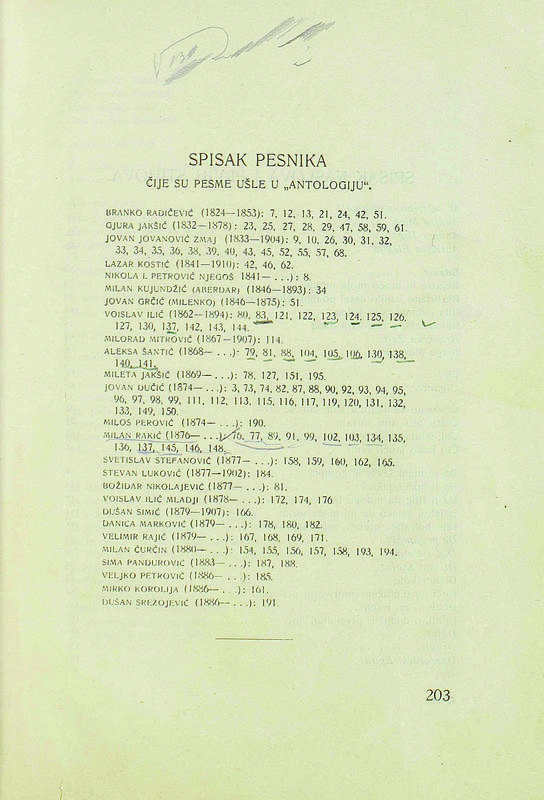 SPISAK PESNIKA
ČIJE SU PESME UŠLE U „ANTOLOGIJU“.
BRANKO RADIČEVIĆ (1824—1853): 7, 12, 13, 21, 24, 42, 51.
GJURA JAKŠIĆ (1832—1878): 23, 25, 27, 28, 29, 47, 58, 59, 61.
JOVAN JOVANOVIĆ ZMAJ (1833—1904): 9, 10, 26, 30, 31, 32,
33, 34, 35, 36, 38, 39, 40, 43, 45, 52, 55, 57, 68.
LAZAR KOSTIĆ (1841—1910): 42, 46, 62.
NIKOLA I. PETROVIĆ NJEGOŠ 1841— . . .): 8.
MILAN KUJUNDŽIĆ (ABERDAR) (1846—1893): 34
JOVAN GRČIĆ (MILENKO) (1846—1875): 51.
VOISLAV ILIĆ (1862—1894): 80, 83, 121, 122, 123, 124, 125, 126,
127, 130, 137, 142, 143, 144.
MILORAD MITROVIĆ (1867—1907): 114.
ALEKSA ŠANTIĆ (1868— . . .): 79, 81, 88, 104, 105, 106, 130, 138,
140, 141.
MILETA JAKŠIĆ (1869—. . .): 78, 127, 151, 195.
JOVAN DUČIĆ (1874— . . .): 3, 73, 74, 82, 87, 88, 90, 92, 93, 94, 95,
96, 97, 98, 99, 111, 112, 113, 115, 116, 117, 119, 120, 131, 132,
133, 149, 150.
MILOŠ PEROVIĆ (1874— . . .): 190.
MILAN RAKIĆ (1876— . . .): 76, 77, 89, 91, 99, 102, 103, 134, 135,
136, 137, 145, 146, 148.
SVETISLAV STEFANOVIĆ (1877— . . .): 158, 159, 160, 162, 165.
STEVAN LUKOVIĆ (1877—1902): 184.
BOŽIDAR NIKOLAJEVIĆ (1877— . . .): 81.
VOISLAV ILIĆ MLADJI (1878— . . .): 172, 174, 176
DUŠAN SIMIĆ (1879—1907): 166.
DANICA MARKOVIĆ (1879— . . .): 178, 180, 182.
VELIMIR RAJIĆ (1879— . . .): 167, 168, 169, 171.
MILAN ĆURČIN (1880— . . .): 154, 155, 156, 157, 158, 193, 194.
SIMA PANDUROVIĆ (1883— . . .): 187, 188.
VELJKO PETROVIĆ (1886— . . .): 185.
MIRKO KOROLIJA (1886— . . .): 161.
DUŠAN SREZOJEVIĆ (1886— . . .): 191.
203